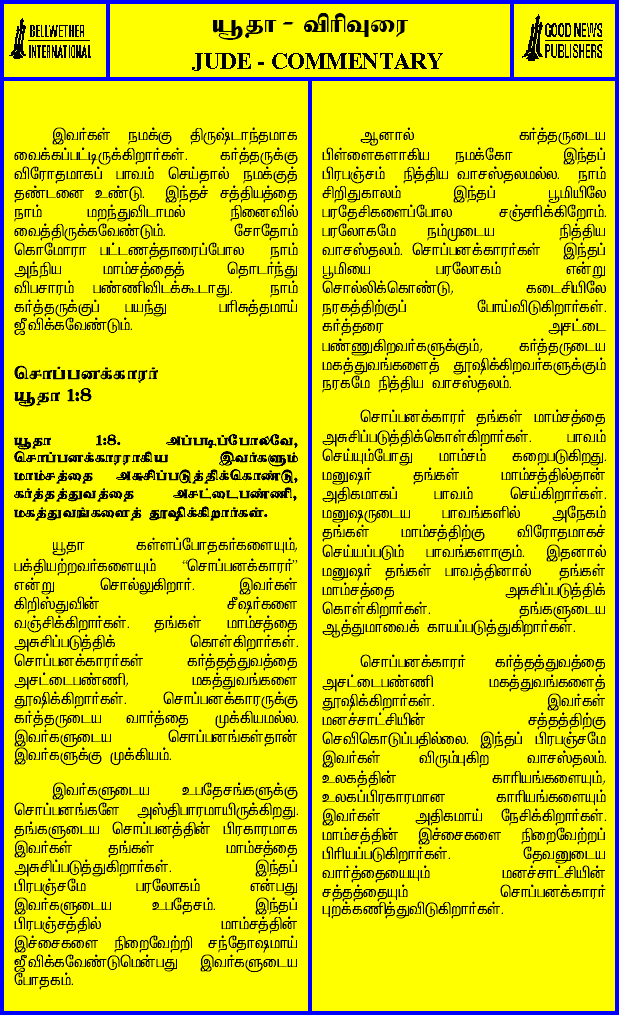 BELLWETHER
INTERNATIONAL
யூதா - விரிவுரை
JUDE - COMMENTARY
GOOD NEWS
PUBLISHERS
இவர்கள் நமக்கு திருஷ்டாந்தமாக
வைக்கப்பட்டிருக்கிறார்கள். கர்த்தருக்கு
விரோதமாகப் பாவம் செய்தால் நமக்குத்
தண்டனை உண்டு. இந்தச் சத்தியத்தை
நாம் மறந்துவிடாமல் நினைவில்
வைத்திருக்கவேண்டும். சோதோம்
கொமோரா பட்டணத்தாரைப்போல நாம்
அந்நிய மாம்சத்தைத் தொடர்ந்து
விபசாரம் பண்ணிவிடக்கூடாது. நாம்
கர்த்தருக்குப் பயந்து பரிசுத்தமாய்
ஜீவிக்கவேண்டும்.
சொப்பனக்காரர்
யூதா 1:8
யூதா 1:8. அப்படிப்போலவே,
சொப்பனக்காரராகிய இவர்களும்
மாம்சத்தை அசுசிப்படுத்திக்கொண்டு,
கர்த்தத்துவத்தை அசட்டைபண்ணி,
மகத்துவங்களைத் தூஷிக்கிறார்கள்.
யூதா கள்ளப்போதகர்களையும்,
பக்தியற்றவர்களையும் “சொப்பனக்காரர்”
என்று சொல்லுகிறார். இவர்கள்
கிறிஸ்துவின் சீஷர்களை
வஞ்சிக்கிறார்கள். தங்கள் மாம்சத்தை
அசுசிப்படுத்திக் கொள்கிறார்கள்.
சொப்பனக்காரர்கள் கர்த்தத்துவத்தை
அசட்டைபண்ணி, மகத்துவங்களை
தூஷிக்கிறார்கள். சொப்பனக்காரருக்கு
கர்த்தருடைய வார்த்தை முக்கியமல்ல.
இவர்களுடைய சொப்பனங்கள்தான்
இவர்களுக்கு முக்கியம்.
இவர்களுடைய உபதேசங்களுக்கு
சொப்பனங்களே அஸ்திபாரமாயிருக்கிறது.
தங்களுடைய சொப்பனத்தின் பிரகாரமாக
இவர்கள் தங்கள் மாம்சத்தை
அசுசிப்படுத்துகிறார்கள். இந்தப்
பிரபஞ்சமே பரலோகம் என்பது
இவர்களுடைய உபதேசம். இந்தப்
பிரபஞ்சத்தில் மாம்சத்தின்
இச்சைகளை நிறைவேற்றி சந்தோஷமாய்
ஜீவிக்கவேண்டுமென்பது இவர்களுடைய
போதகம்.
ஆனால் கர்த்தருடைய
பிள்ளைகளாகிய நமக்கோ இந்தப்
பிரபஞ்சம் நித்திய வாசஸ்தலமல்ல. நாம்
சிறிதுகாலம் இந்தப் பூமியிலே
பரதேசிகளைப்போல சஞ்சரிக்கிறோம்.
பரலோகமே நம்முடைய நித்திய
வாசஸ்தலம். சொப்பனக்காரர்கள் இந்தப்
பூமியை பரலோகம் என்று
சொல்லிக்கொண்டு, கடைசியிலே
நரகத்திற்குப் போய்விடுகிறார்கள்.
கர்த்தரை அசட்டை
பண்ணுகிறவர்களுக்கும், கர்த்தருடைய
மகத்துவங்களைத் தூஷிக்கிறவர்களுக்கும்
நரகமே நித்திய வாசஸ்தலம்.
சொப்பனக்காரர் தங்கள் மாம்சத்தை
அசுசிப்படுத்திக்கொள்கிறார்கள். பாவம்
செய்யும்போது மாம்சம் கறைபடுகிறது.
மனுஷர் தங்கள் மாம்சத்தில்தான்
அதிகமாகப் பாவம் செய்கிறார்கள்.
மனுஷருடைய பாவங்களில் அநேகம்
தங்கள் மாம்சத்திற்கு விரோதமாகச்
செய்யப்படும் பாவங்களாகும். இதனால்
மனுஷர் தங்கள் பாவத்தினால் தங்கள்
மாம்சத்தை அசுசிப்படுத்திக்
கொள்கிறார்கள். தங்களுடைய
ஆத்துமாவைக் காயப்படுத்துகிறார்கள்.
சொப்பனக்காரர் கர்த்தத்துவத்தை
அசட்டைபண்ணி மகத்துவங்களைத்
தூஷிக்கிறார்கள். இவர்கள்
மனச்சாட்சியின் சத்தத்திற்கு
செவிகொடுப்பதில்லை. இந்தப் பிரபஞ்சமே
இவர்கள் விரும்புகிற வாசஸ்தலம்.
உலகத்தின் காரியங்களையும்,
உலகப்பிரகாரமான காரியங்களையும்
இவர்கள் அதிகமாய் நேசிக்கிறார்கள்.
மாம்சத்தின் இச்சைகளை நிறைவேற்றப்
பிரியப்படுகிறார்கள். தேவனுடைய
வார்த்தையையும் மனச்சாட்சியின்
சத்தத்தையும் சொப்பனக்காரர்
புறக்கணித்துவிடுகிறார்கள்.